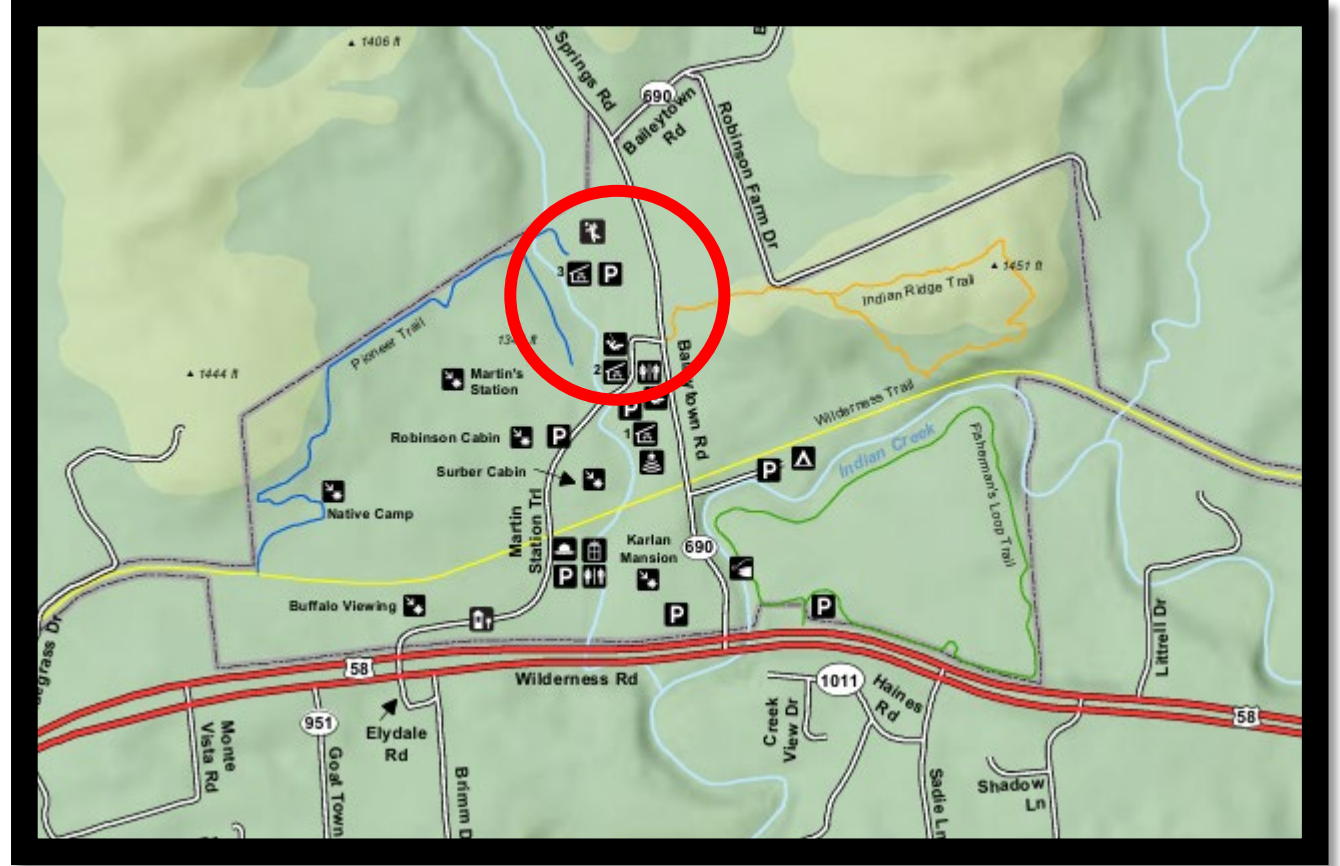 ▲ 1406 ft
Springs Rd
690
Baileytown
Rd
Robinson Farm Dr
▲ 1451 ft
Indian Ridge Trail
3
P
Pioneer Trail
▲ 1444 ft
Martin's
Station
2
P
Baileytown Rd
Wilderness Trail
Robinson Cabin
P
1
Surber Cabin
Indian Creek
P
Fisherman's Loop Trail
Native Camp
Martin
Station Trl
Karlan
Mansion
690
P
Buffalo Viewing
P
P
58
Wilderness Rd
1011
Haines
Rd
Creek
View Dr
Littrell Dr
58
951
Elydale
Rd
Monte
Vista Rd
Goat Town
Brimm D
Sadie Ln
Shadow
Ln